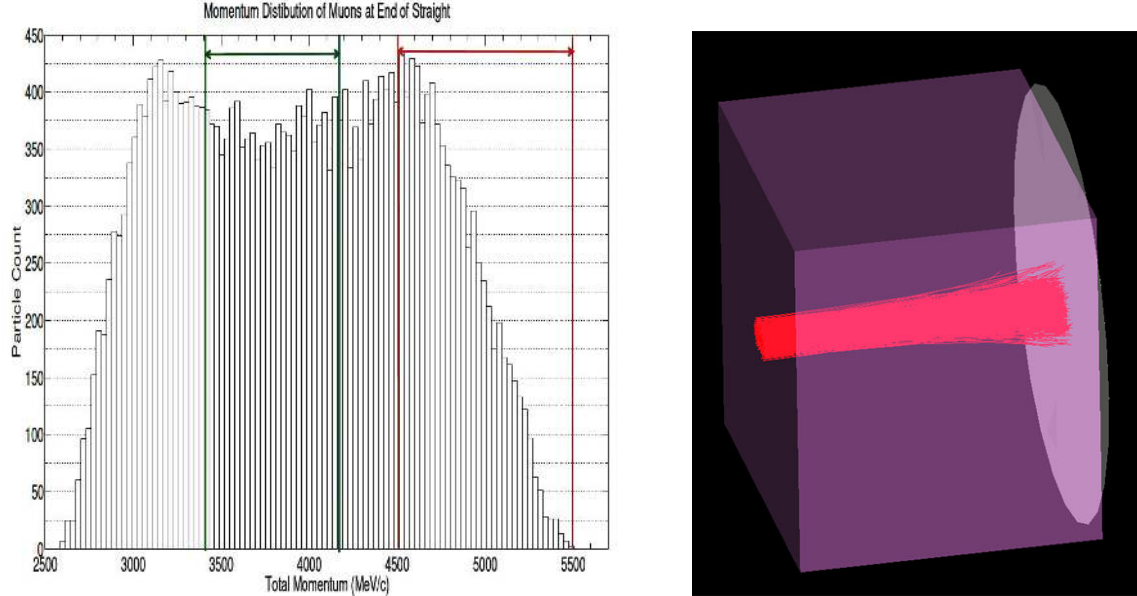 Momentum Distibution of Muons at End of Straight
450
400
350
300
250
200
150
100
50
0
Particle Count
2500 3000 3500 4000 4500 5000 5500
Total Momentum (MeV/c)